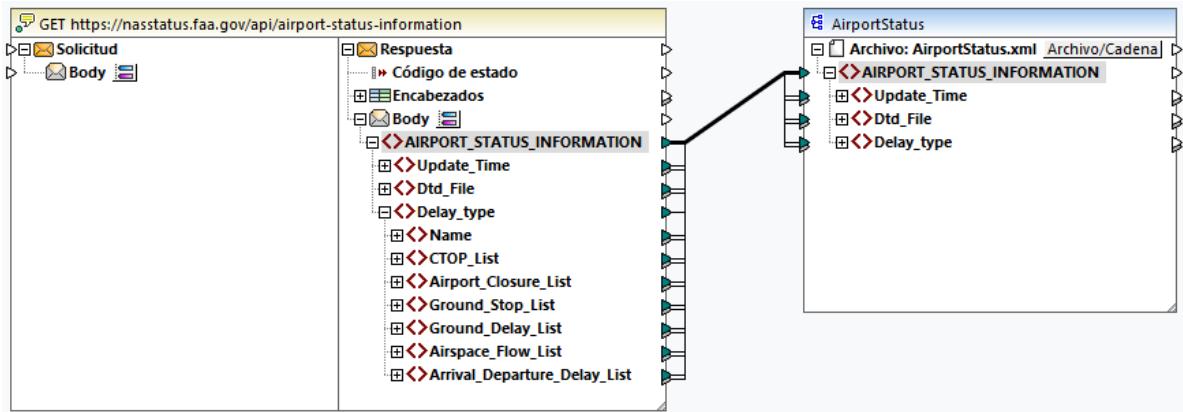 GET https://nasstatus.faa.gov/api/airport-status-information
Solicitud
Body
Respuesta
Código de estado
Encabezados
Body
AIRPORT_STATUS_INFORMATION
Update_Time
Dtd_File
Delay_type
Name
CTOP_List
Airport_Closure_List
Ground_Stop_List
Ground_Delay_List
Airspace_Flow_List
Arrival_Departure_Delay_List
AirportStatus
Archivo: AirportStatus.xml Archivo/Cadena
AIRPORT_STATUS_INFORMATION
Update_Time
Dtd_File
Delay_type